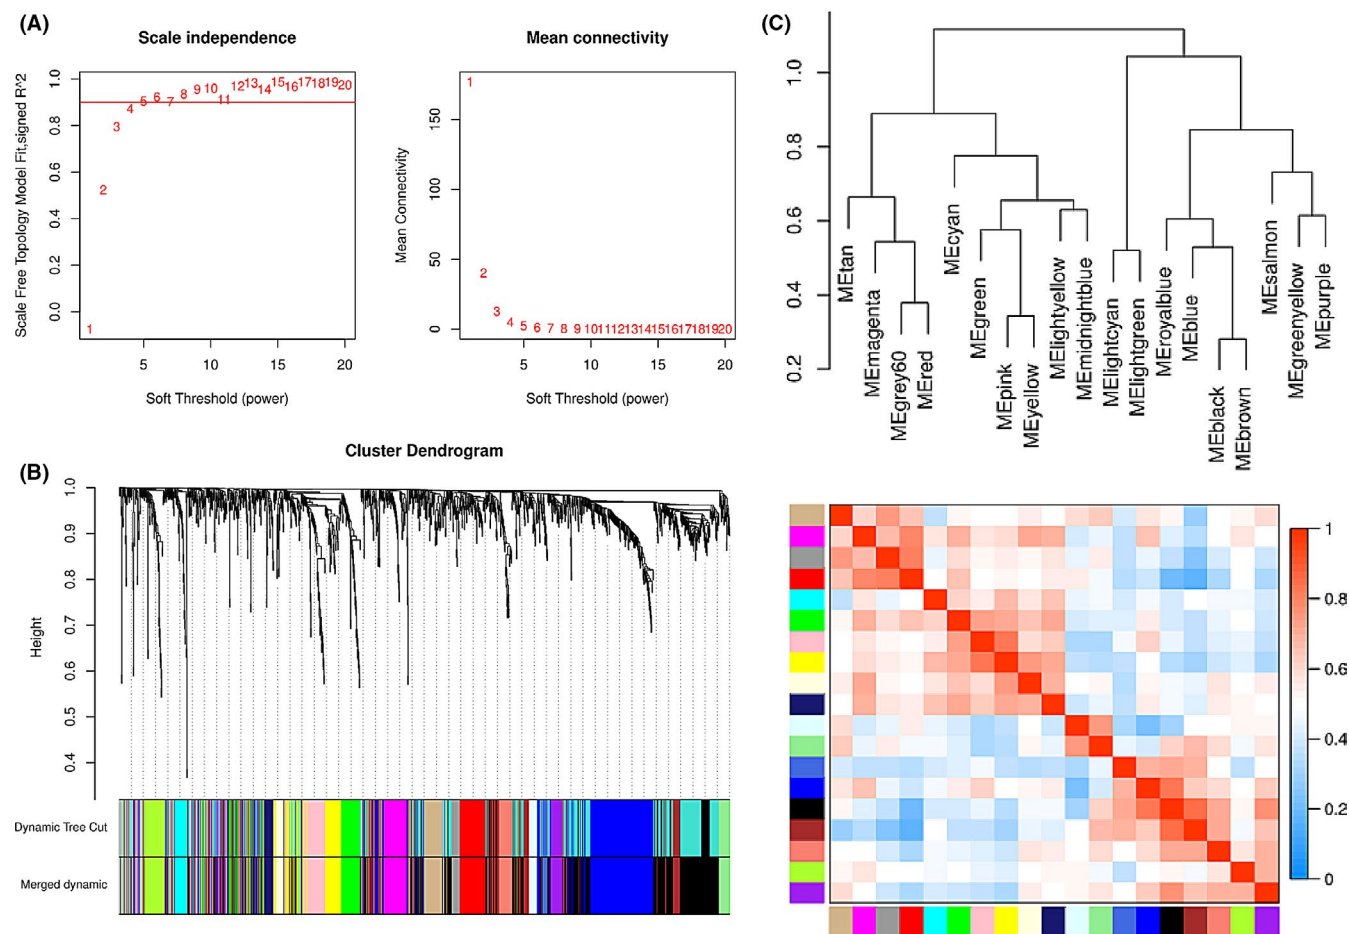 (A)
Scale independence
Scale Free Topology Model Fit,signed R^2
1.0
0.8
0.6
0.4
0.2
0.0
1
2
3
4
5
6
7
8
9
10
11
12
13
14
15
16
17
18
19
20
5
10
15
20
Soft Threshold (power)
Mean connectivity
Mean Connectivity
150
100
50
0
1
2
3
4
5
6
7
8
9
10
11
12
13
14
15
16
17
18
19
20
5
10
15
20
Soft Threshold (power)
(B)
Cluster Dendrogram
Height
1.0
0.9
0.8
0.7
0.6
0.5
0.4
Dynamic Tree Cut
Merged dynamic
(C)
1.0
0.8
0.6
0.4
0.2
MEtan
MEmagenta
MEgrey60
MEred
MEcyan
MEgreen
MEpink
MEyellow
MElightyellow
MEmidnightblue
MElightcyan
MElightgreen
MEroyalblue
MEblue
MEblack
MEbrown
MEsalmon
MEgreenyellow
MEpurple
1
0.8
0.6
0.4
0.2
0